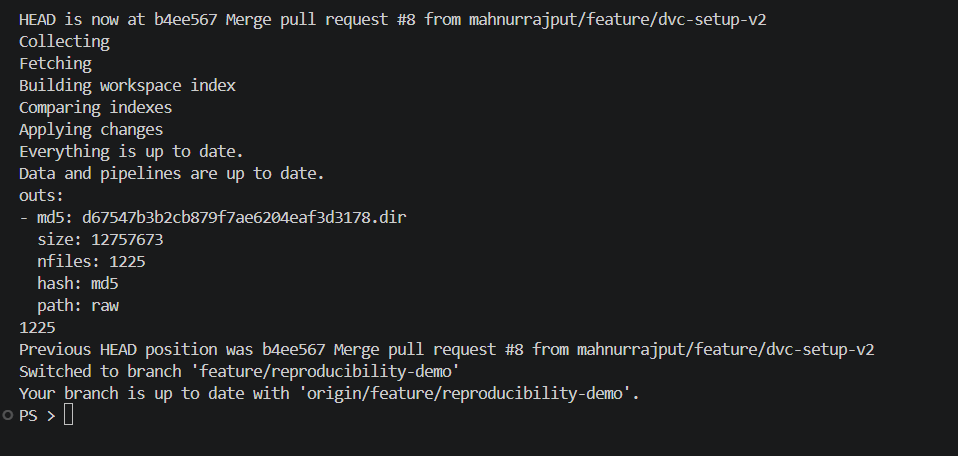 HEAD is now at b4ee567 Merge pull request #8 from mahnurrajput/feature/dvc-setup-v2
Collecting
Fetching
Building workspace index
Comparing indexes
Applying changes
Everything is up to date.
Data and pipelines are up to date.
outs:
- md5: d67547b3b2cb879f7ae6204eaf3d3178.dir
  size: 12757673
  nfiles: 1225
  hash: md5
  path: raw
1225
Previous HEAD position was b4ee567 Merge pull request #8 from mahnurrajput/feature/dvc-setup-v2
Switched to branch 'feature/reproducibility-demo'
Your branch is up to date with 'origin/feature/reproducibility-demo'.
PS >